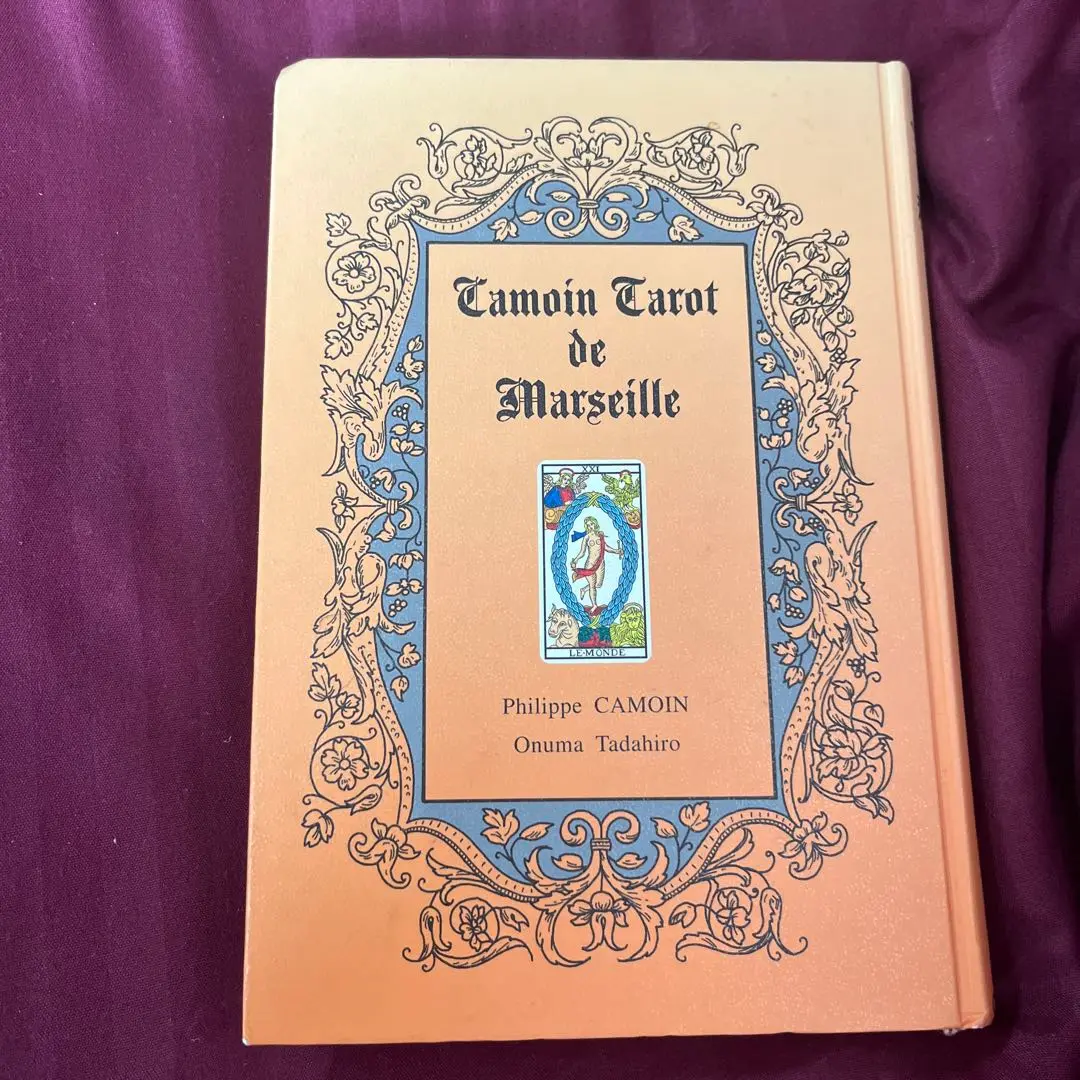 Camoin Tarot
de
Marseille
XXI
LE·MONDE
Philippe CAMOIN
Onuma Tadahiro